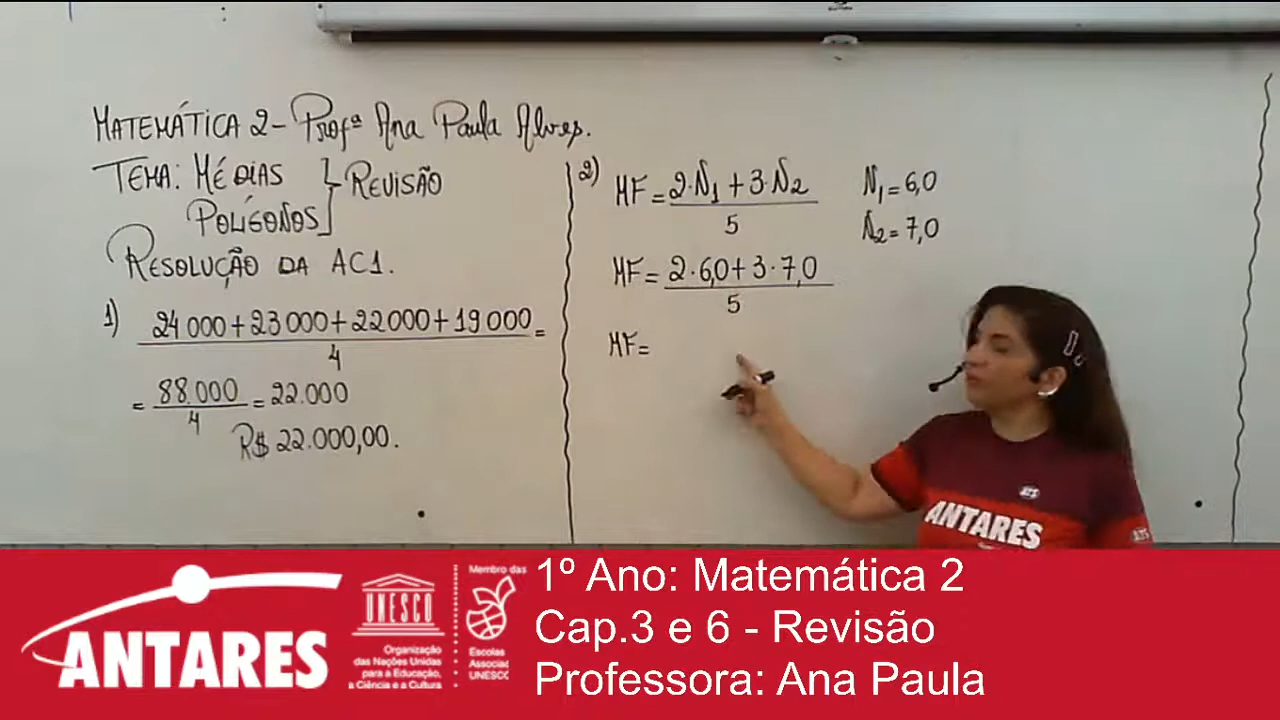 MATEMÁTICA 2 - Profª Ana Paula Alves.
TEMA: MÉDIAS
POLÍGONOS
REVISÃO
RESOLUÇÃO DA AC1.
1) 24 000 + 23 000 + 22 000 + 19 000 =
4
= 88.000 = 22.000
4
R$ 22.000,00.
2) MF = 2·N1 + 3·N2
5
N1 = 6,0
N2 = 7,0
MF = 2·6,0 + 3·7,0
5
MF =
ANTARES
ANTARES
UNESCO
Organização
das Nações Unidas
para a Educação,
a Ciência e a Cultura
Membro das
Escolas
Associa
UNESC
1º Ano: Matemática 2
Cap.3 e 6 - Revisão
Professora: Ana Paula